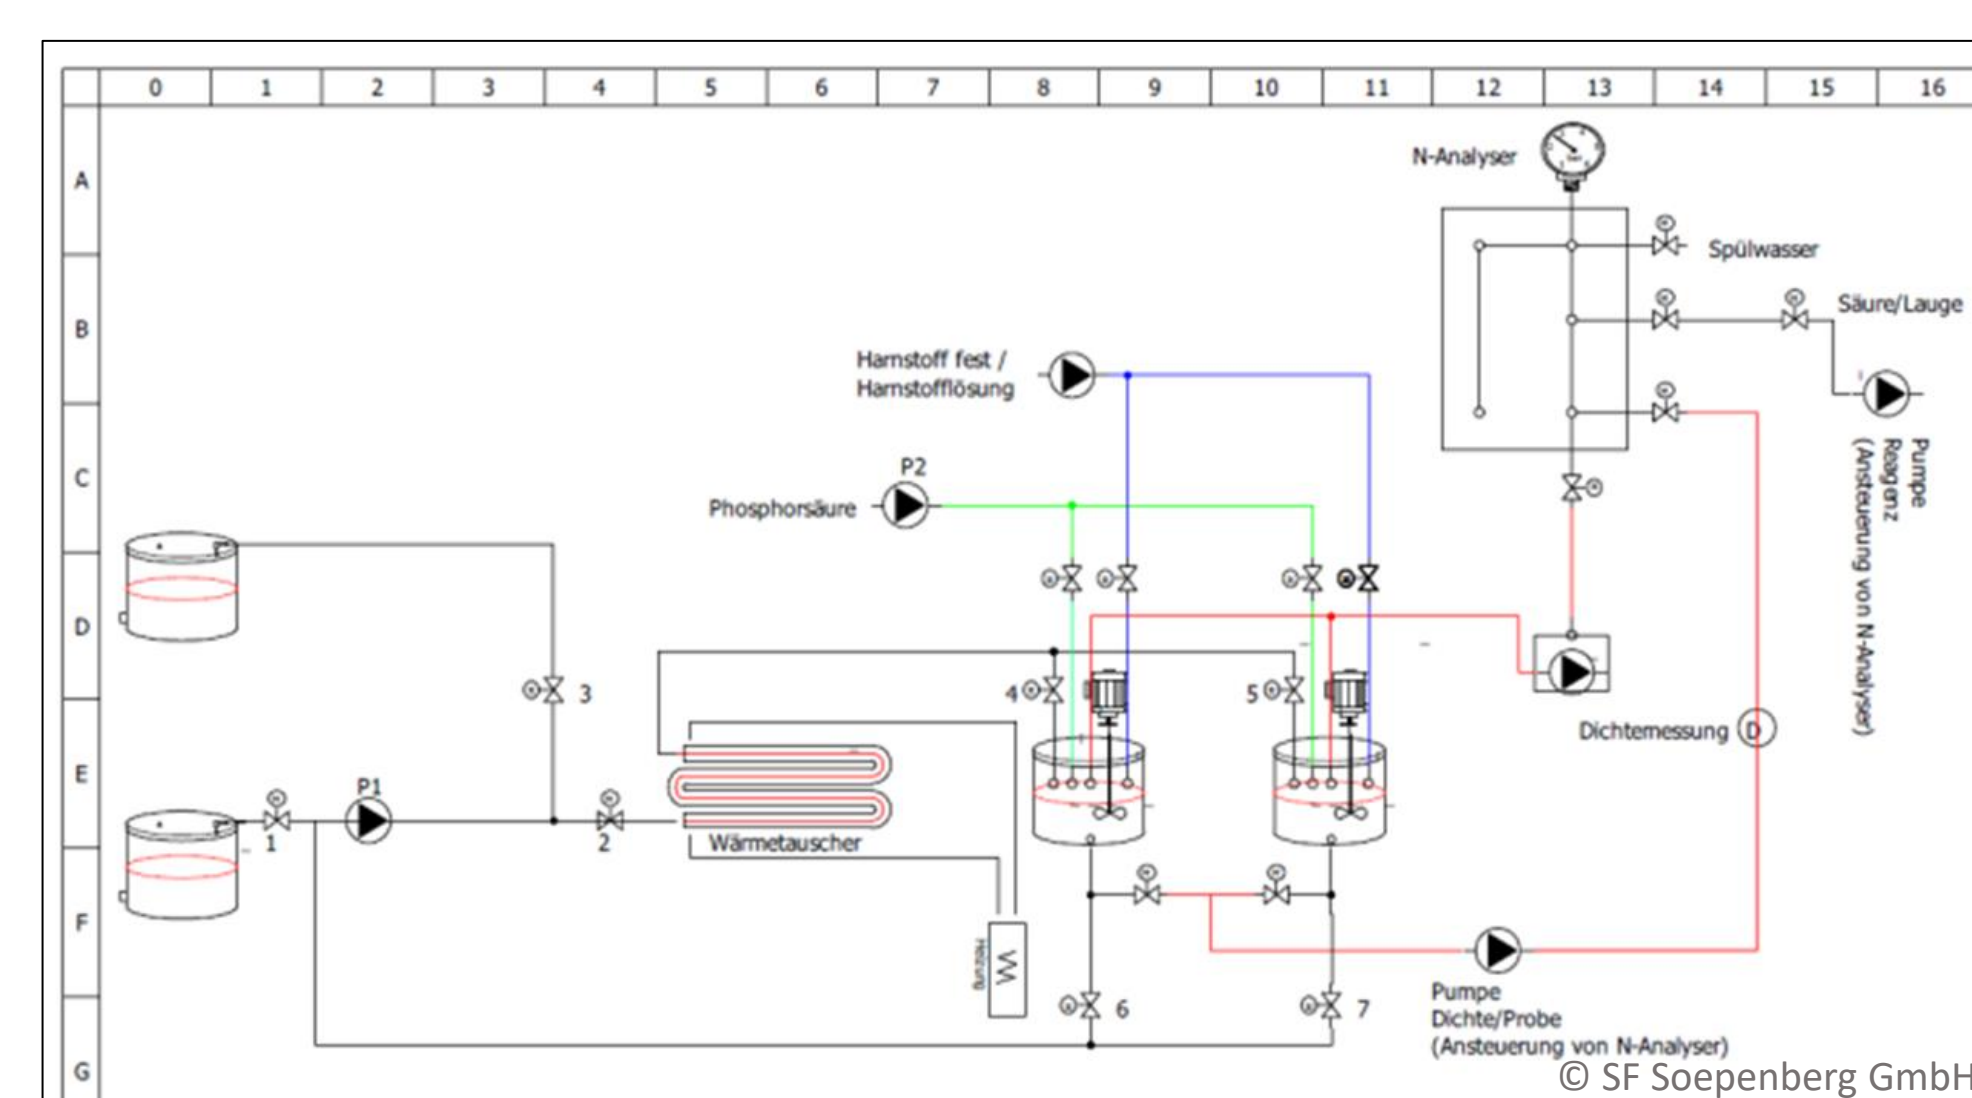 0 1 2 3 4 5 6 7 8 9 10 11 12 13 14 15 16
A
N-Analyser
Spülwasser
B
Säure/Lauge
Harnstoff fest /
Harnstofflösung
C
P2
Phosphorsäure
Pumpe
Reagenz
(Ansteuerung von N-Analyser)
D
3
4
5
E
Dichtemessung
D
P1
1
2
Wärmetauscher
F
Heizung
6
7
Pumpe
Dichte/Probe
(Ansteuerung von N-Analyser)
G
© SF Soepenberg GmbH